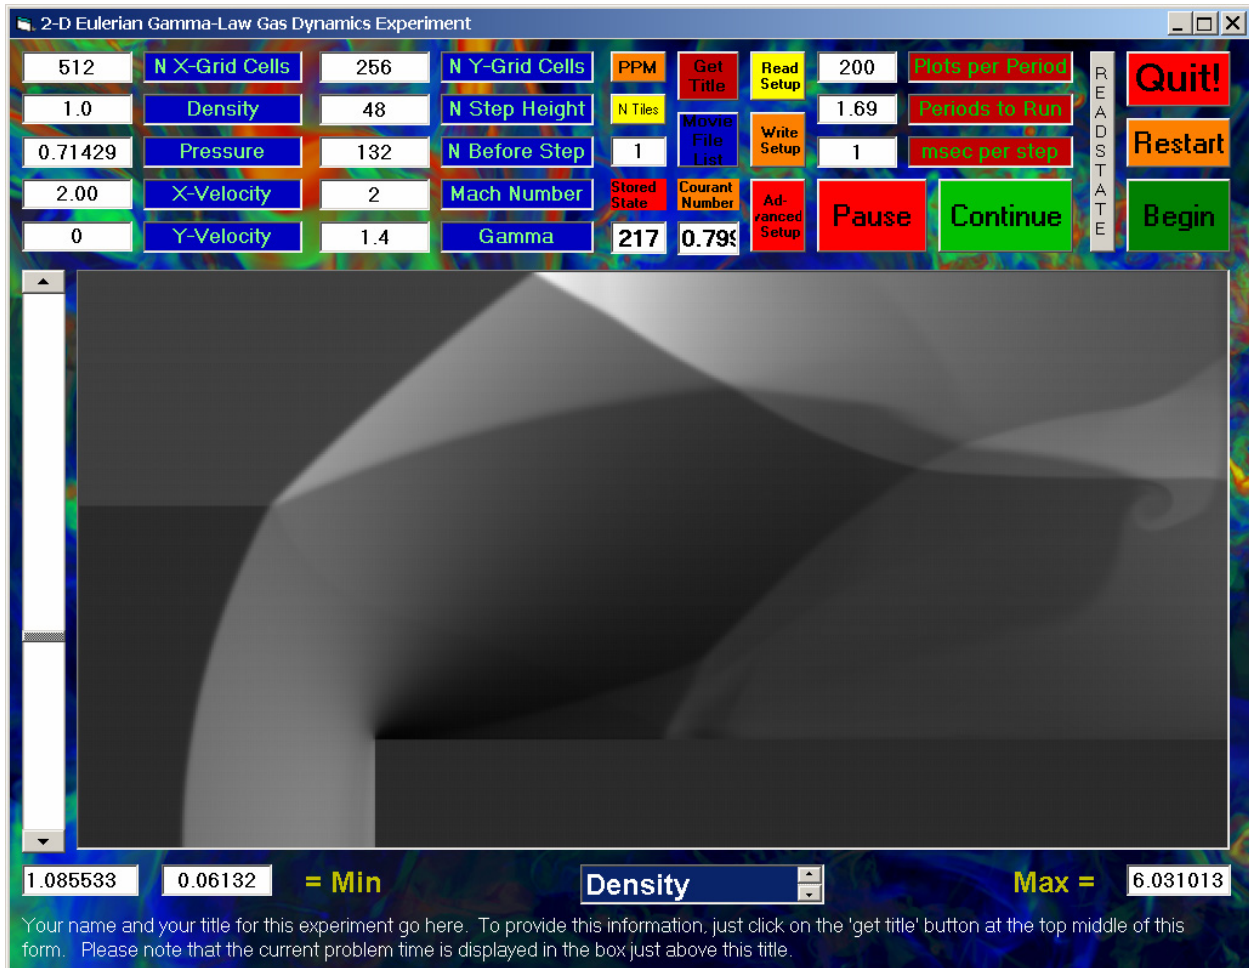 2-D Eulerian Gamma-Law Gas Dynamics Experiment
512 N X-Grid Cells 256 N Y-Grid Cells PPM Get Title Read Setup 200 Plots per Period READSTATE Quit!
1.0 Density 48 N Step Height N Tiles Movie File List Write Setup 1.69 Periods to Run
0.71429 Pressure 132 N Before Step 1 1 msec per step Restart
2.00 X-Velocity 2 Mach Number Stored State Courant Number Ad-vanced Setup Pause Continue Begin
0 Y-Velocity 1.4 Gamma 217 0.799
1.085533 0.06132 = Min Density Max = 6.031013
Your name and your title for this experiment go here. To provide this information, just click on the 'get title' button at the top middle of this
form. Please note that the current problem time is displayed in the box just above this title.